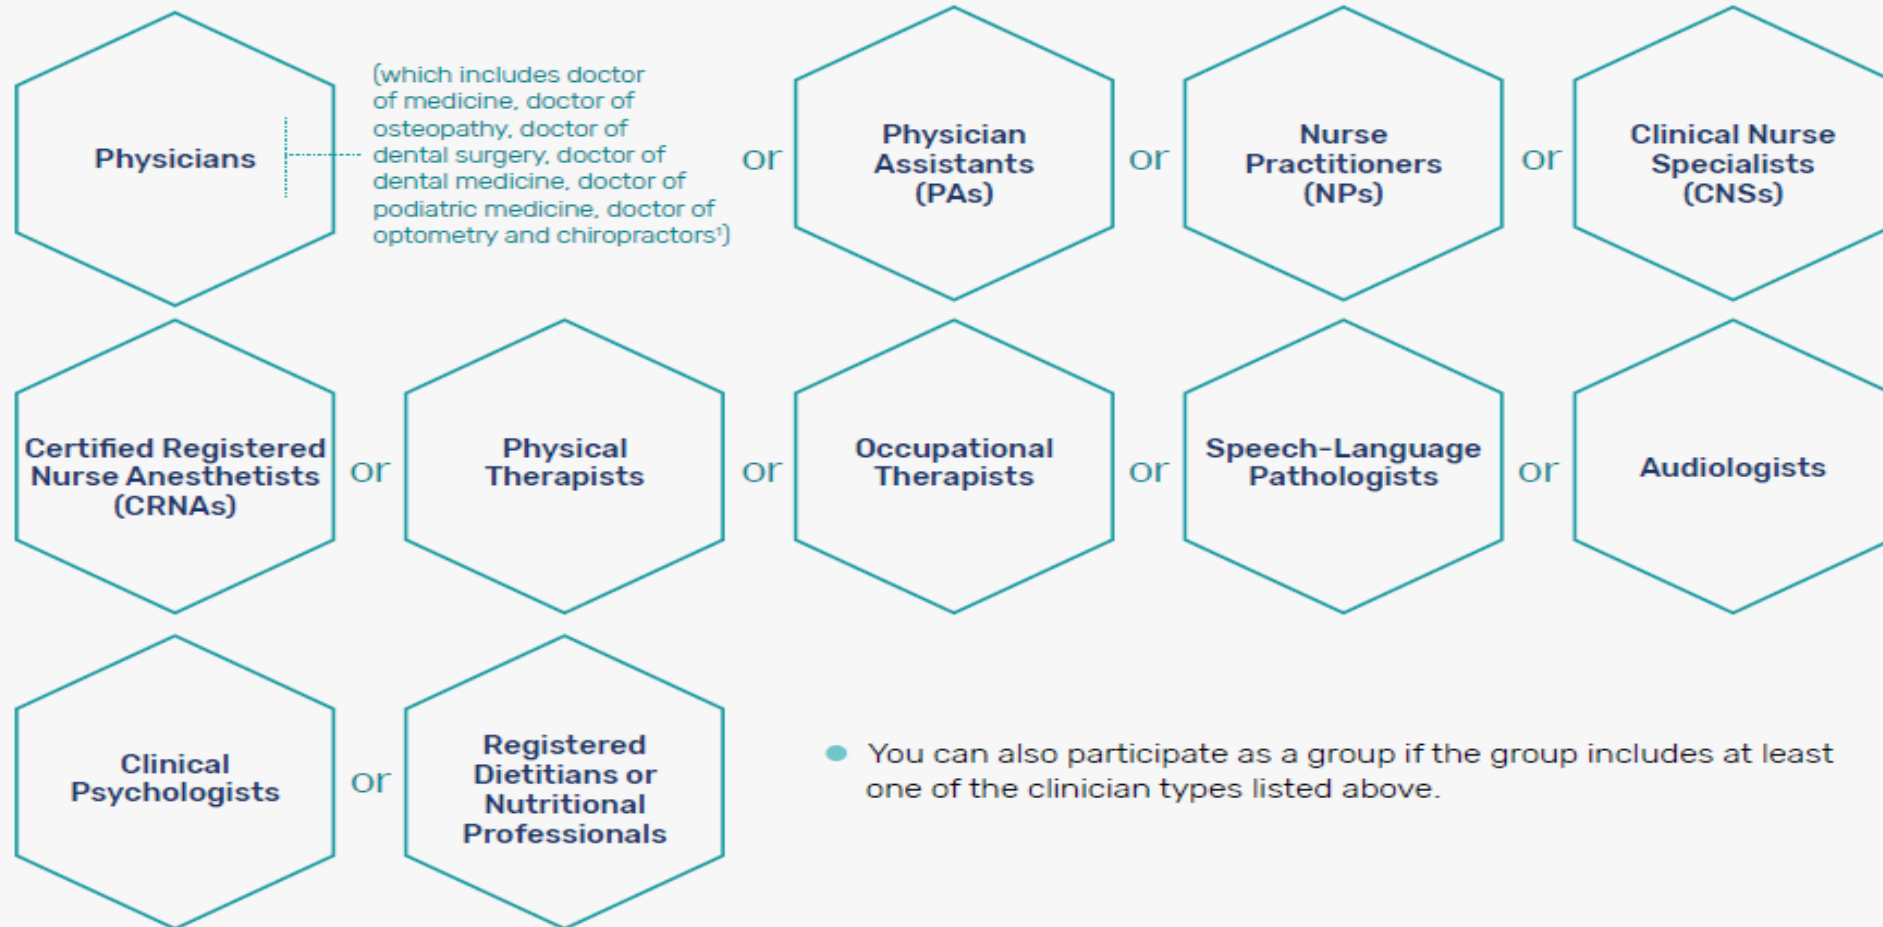 Physicians
(which includes doctor
of medicine, doctor of
osteopathy, doctor of
dental surgery, doctor of
dental medicine, doctor of
podiatric medicine, doctor of
optometry and chiropractors¹)
or
Physician
Assistants
(PAs)
or
Nurse
Practitioners
(NPs)
or
Clinical Nurse
Specialists
(CNSs)
Certified Registered
Nurse Anesthetists
(CRNAs)
or
Physical
Therapists
or
Occupational
Therapists
or
Speech-Language
Pathologists
or
Audiologists
Clinical
Psychologists
or
Registered
Dietitians or
Nutritional
Professionals
You can also participate as a group if the group includes at least
one of the clinician types listed above.